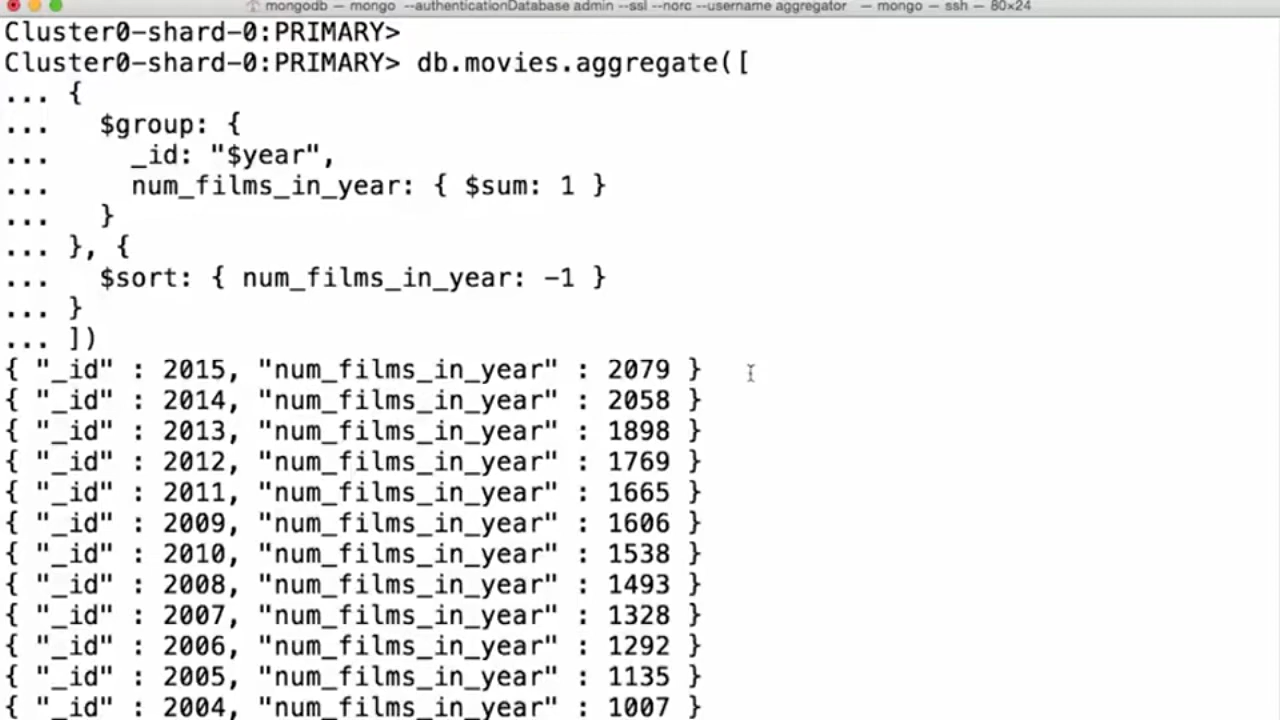 mongodb — mongo --authenticationDatabase admin --ssl --norc --username aggregator — mongo — ssh — 80×24
Cluster0-shard-0:PRIMARY>
Cluster0-shard-0:PRIMARY> db.movies.aggregate([
... {
...   $group: {
...     _id: "$year",
...     num_films_in_year: { $sum: 1 }
...   }
... }, {
...   $sort: { num_films_in_year: -1 }
... }
... ])
{ "_id" : 2015, "num_films_in_year" : 2079 }
{ "_id" : 2014, "num_films_in_year" : 2058 }
{ "_id" : 2013, "num_films_in_year" : 1898 }
{ "_id" : 2012, "num_films_in_year" : 1769 }
{ "_id" : 2011, "num_films_in_year" : 1665 }
{ "_id" : 2009, "num_films_in_year" : 1606 }
{ "_id" : 2010, "num_films_in_year" : 1538 }
{ "_id" : 2008, "num_films_in_year" : 1493 }
{ "_id" : 2007, "num_films_in_year" : 1328 }
{ "_id" : 2006, "num_films_in_year" : 1292 }
{ "_id" : 2005, "num_films_in_year" : 1135 }
{ "_id" : 2004, "num_films_in_year" : 1007 }